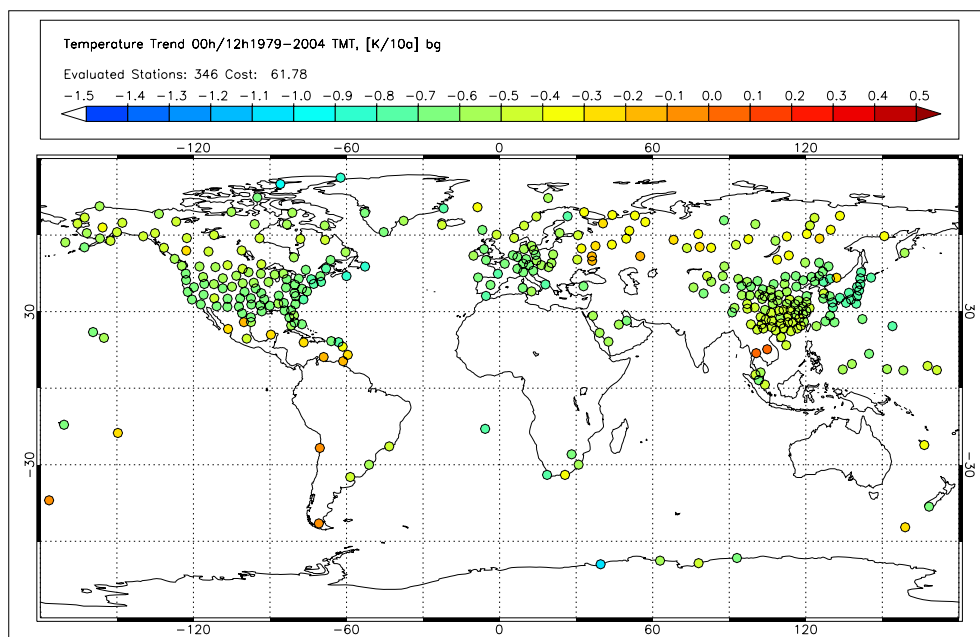 Temperature Trend 00h/12h1979-2004 TMT, [K/10a] bg
Evaluated Stations: 346 Cost: 61.78
-1.5 -1.4 -1.3 -1.2 -1.1 -1.0 -0.9 -0.8 -0.7 -0.6 -0.5 -0.4 -0.3 -0.2 -0.1 0.0 0.1 0.2 0.3 0.4 0.5
-120 -60 0 60 120
30 30
-30 -30
-120 -60 0 60 120